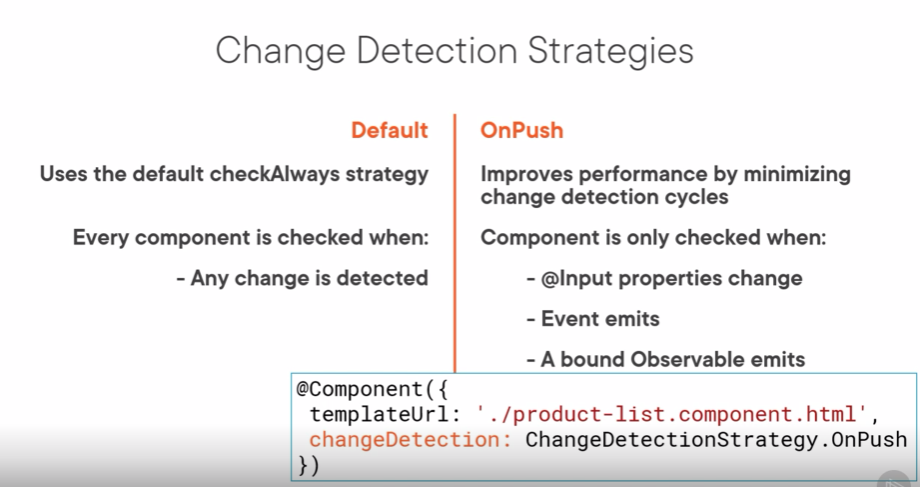 Change Detection Strategies
Default
Uses the default checkAlways strategy
Every component is checked when:
- Any change is detected
OnPush
Improves performance by minimizing
change detection cycles
Component is only checked when:
- @Input properties change
- Event emits
- A bound Observable emits
@Component({
templateUrl: './product-list.component.html',
changeDetection: ChangeDetectionStrategy.OnPush
})